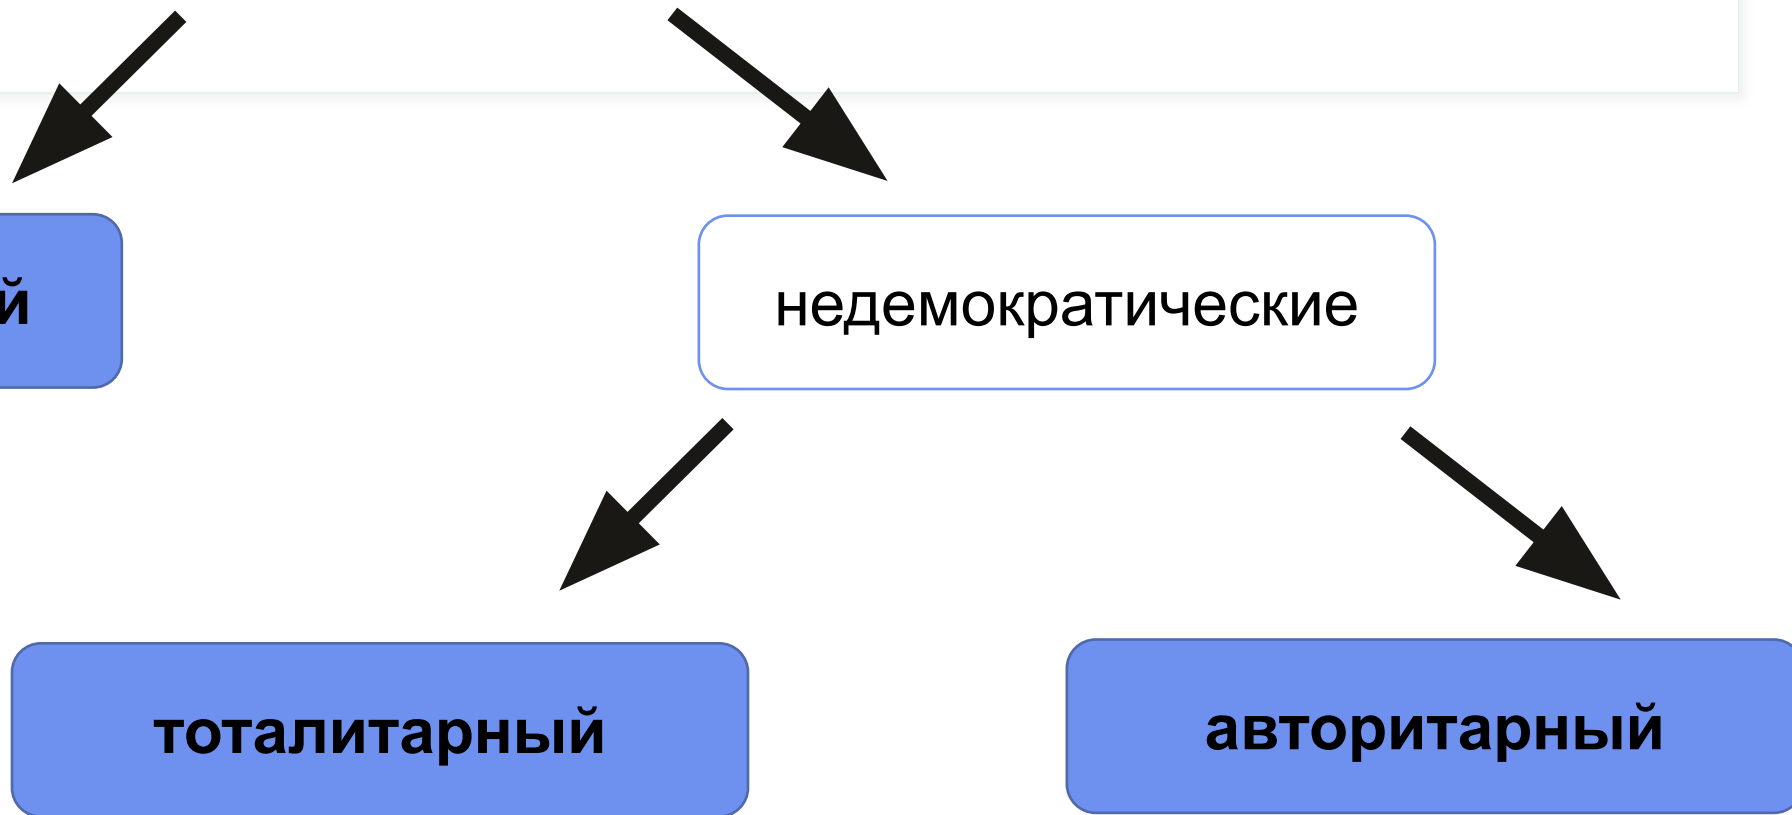 й
недемократические
тоталитарный
авторитарный